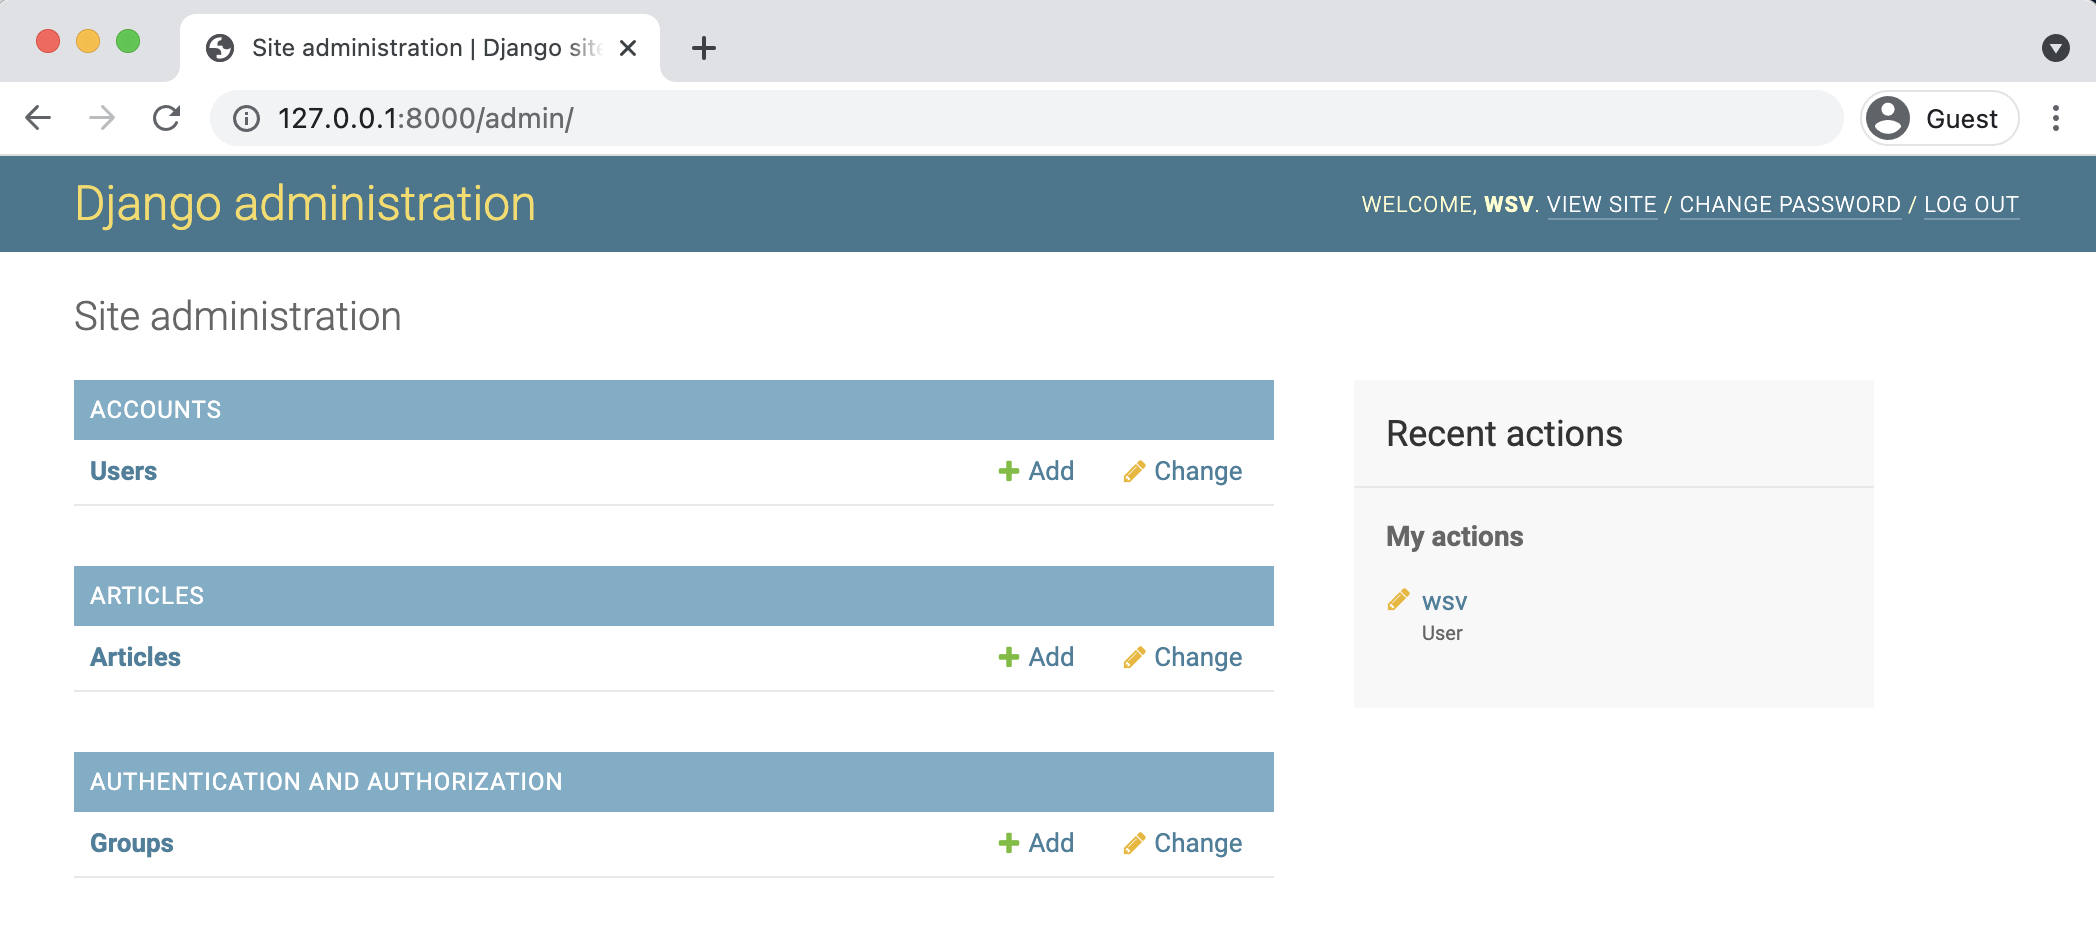 Site administration | Django site
127.0.0.1:8000/admin/
Guest
Django administration
WELCOME, WSV. VIEW SITE / CHANGE PASSWORD / LOG OUT
Site administration
ACCOUNTS
Users Add Change
ARTICLES
Articles Add Change
AUTHENTICATION AND AUTHORIZATION
Groups Add Change
Recent actions
My actions
wsv
User